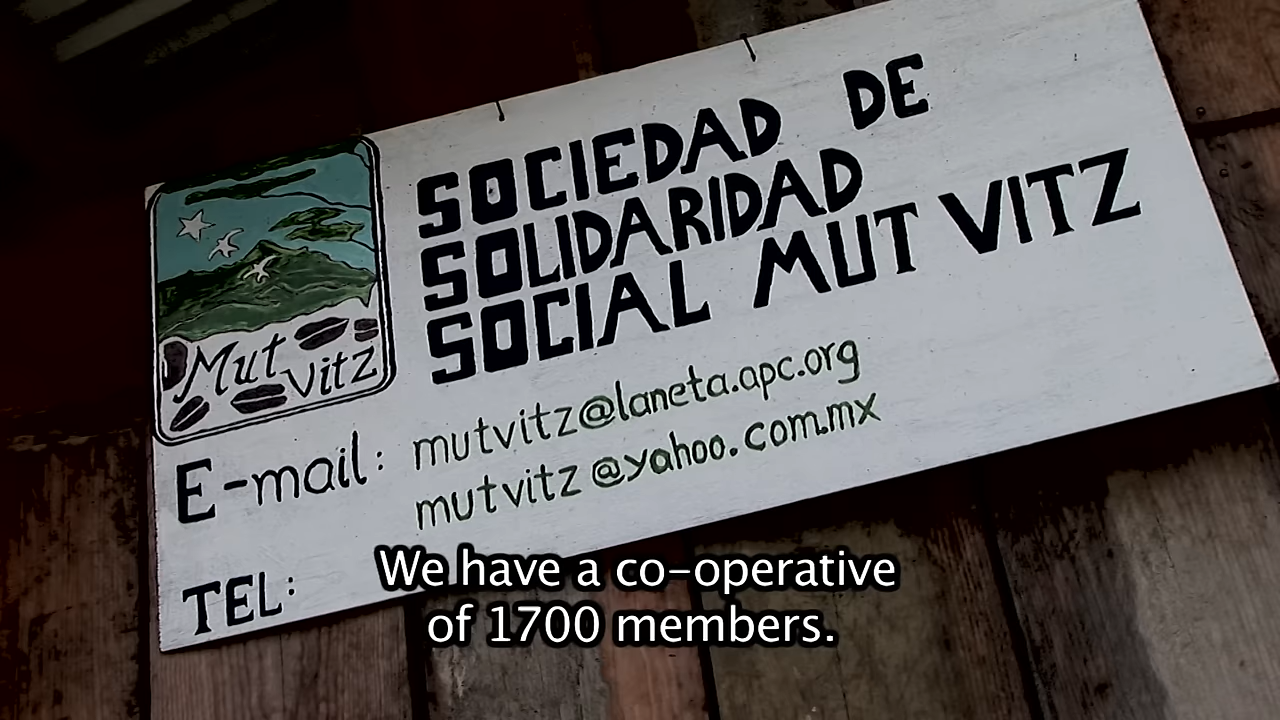 SOCIEDAD DE
SOLIDARIDAD
SOCIAL MUT VITZ
Mut
Vitz
E-mail: mutvitz@laneta.apc.org
mutvitz@yahoo.com.mx
TEL:
We have a co-operative
of 1700 members.